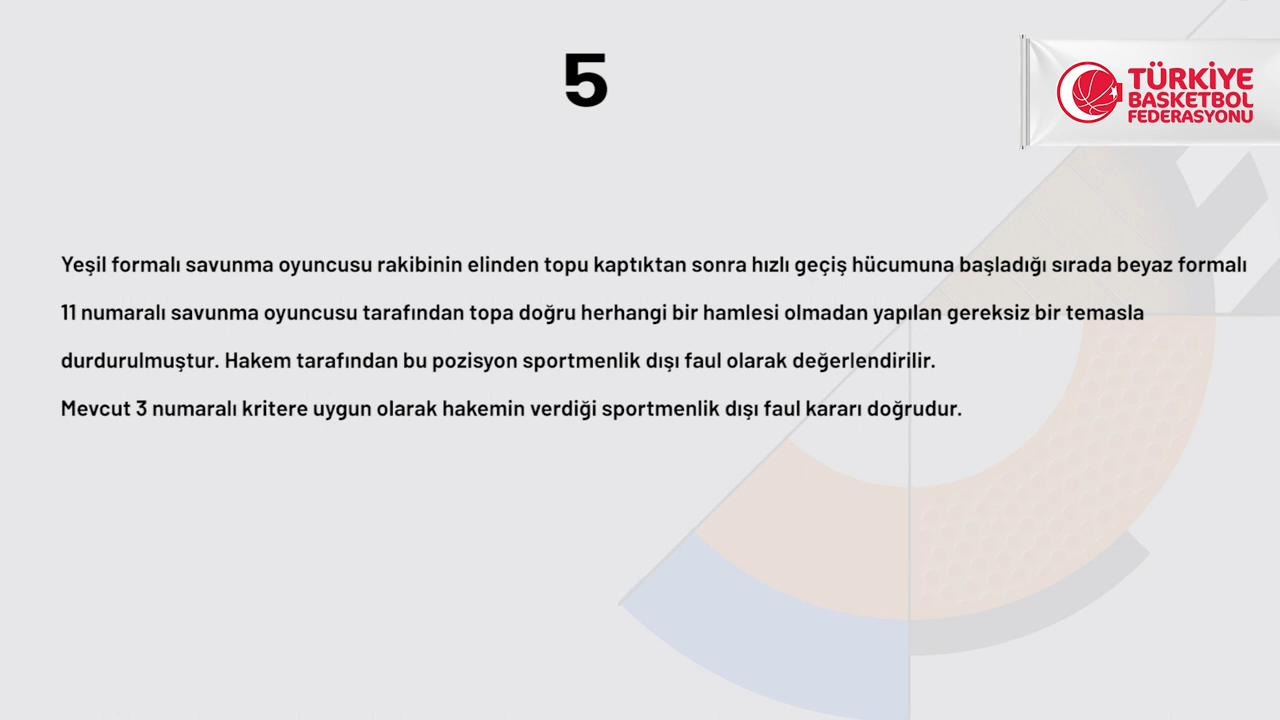 5
TÜRKİYE
BASKETBOL
FEDERASYONU
Yeşil formalı savunma oyuncusu rakibinin elinden topu kaptıktan sonra hızlı geçiş hücumuna başladığı sırada beyaz formalı
11 numaralı savunma oyuncusu tarafından topa doğru herhangi bir hamlesi olmadan yapılan gereksiz bir temasla
durdurulmuştur. Hakem tarafından bu pozisyon sportmenlik dışı faul olarak değerlendirilir.
Mevcut 3 numaralı kritere uygun olarak hakemin verdiği sportmenlik dışı faul kararı doğrudur.